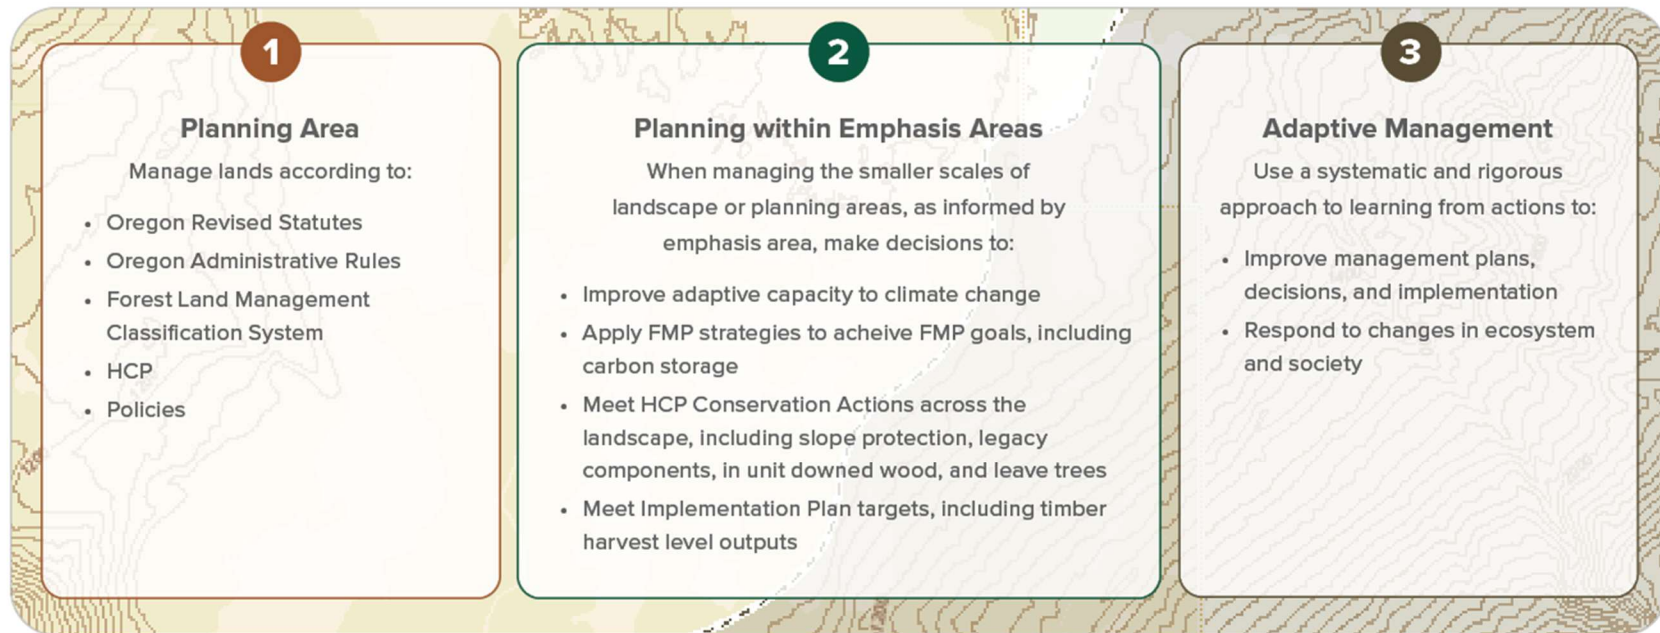 1
Planning Area
Manage lands according to:
• Oregon Revised Statutes
• Oregon Administrative Rules
• Forest Land Management
Classification System
• HCP
• Policies
2
Planning within Emphasis Areas
When managing the smaller scales of
landscape or planning areas, as informed by
emphasis area, make decisions to:
• Improve adaptive capacity to climate change
• Apply FMP strategies to acheive FMP goals, including
carbon storage
• Meet HCP Conservation Actions across the
landscape, including slope protection, legacy
components, in unit downed wood, and leave trees
• Meet Implementation Plan targets, including timber
harvest level outputs
3
Adaptive Management
Use a systematic and rigorous
approach to learning from actions to:
• Improve management plans,
decisions, and implementation
• Respond to changes in ecosystem
and society